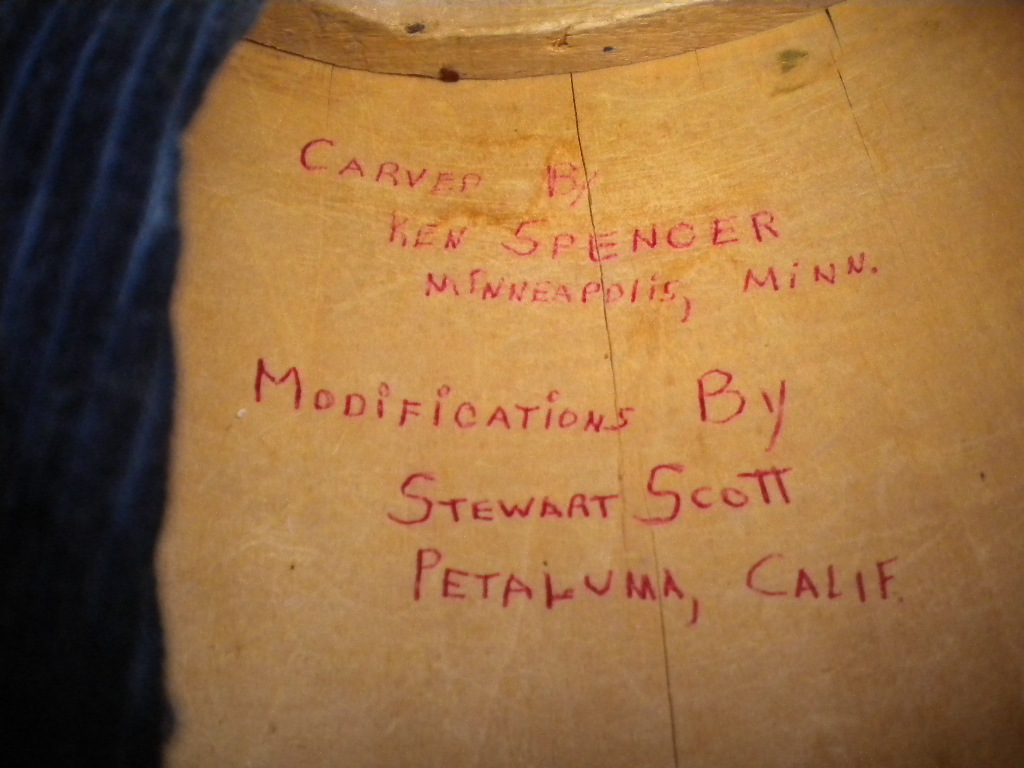 CARVED By
KEN SPENCER
MiNNEAPOliS, MiNN.
MODiFiCATiONS By
STEWART SCOTT
PETALUMA, CALIF.